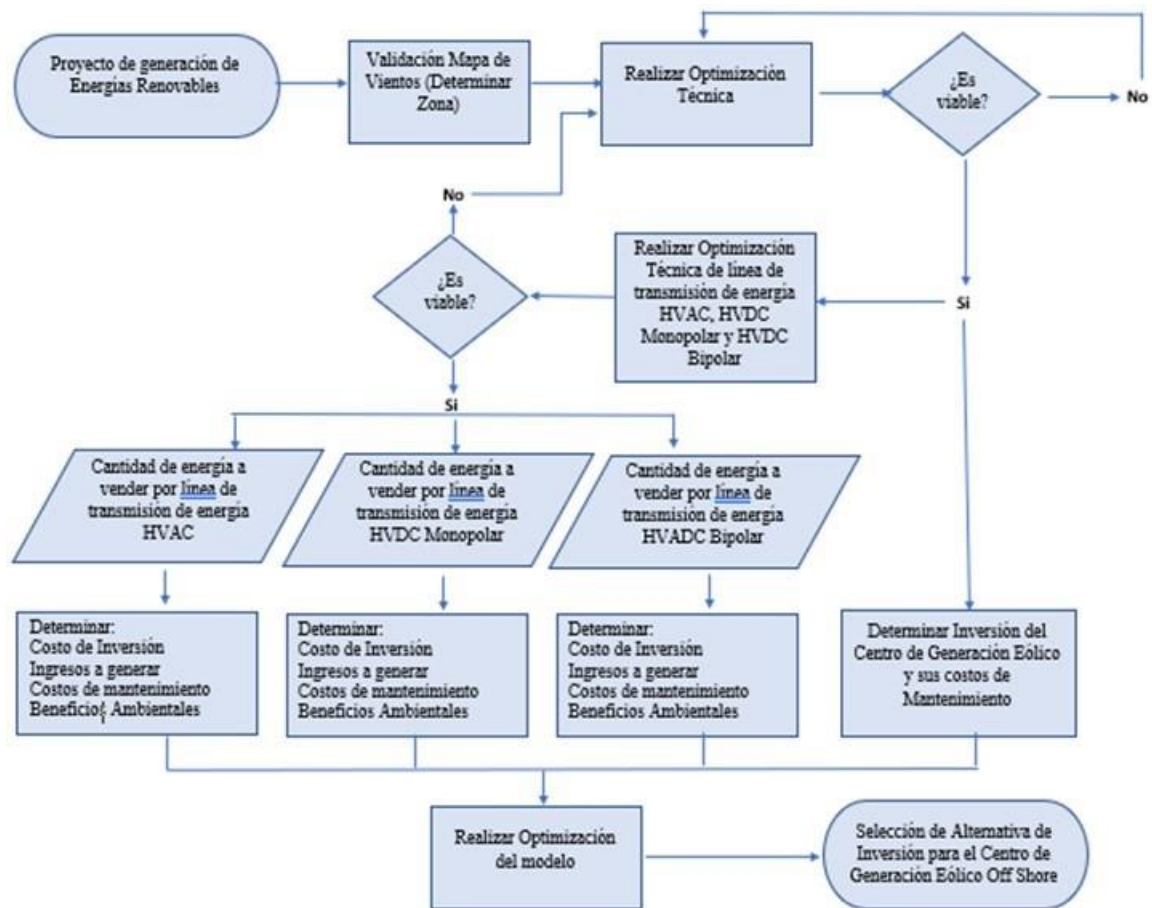 Proyecto de generación de
Energías Renovables
Validación Mapa de
Vientos (Determinar
Zona)
Realizar Optimización
Técnica
¿Es
viable?
No
No
¿Es
viable?
Realizar Optimización
Técnica de línea de
transmisión de energía
HVAC, HVDC
Monopolar y HVDC
Bipolar
Si
Si
Cantidad de energía a
vender por línea de
transmisión de energía
HVAC
Cantidad de energía a
vender por línea de
transmisión de energía
HVDC Monopolar
Cantidad de energía a
vender por línea de
transmisión de energía
HVADC Bipolar
Determinar:
Costo de Inversión
Ingresos a generar
Costos de mantenimiento
Beneficios Ambientales
Determinar:
Costo de Inversión
Ingresos a generar
Costos de mantenimiento
Beneficios Ambientales
Determinar:
Costo de Inversión
Ingresos a generar
Costos de mantenimiento
Beneficios Ambientales
Determinar Inversión del
Centro de Generación Eólico
y sus costos de
Mantenimiento
Realizar Optimización
del modelo
Selección de Alternativa de
Inversión para el Centro de
Generación Eólico Off Shore